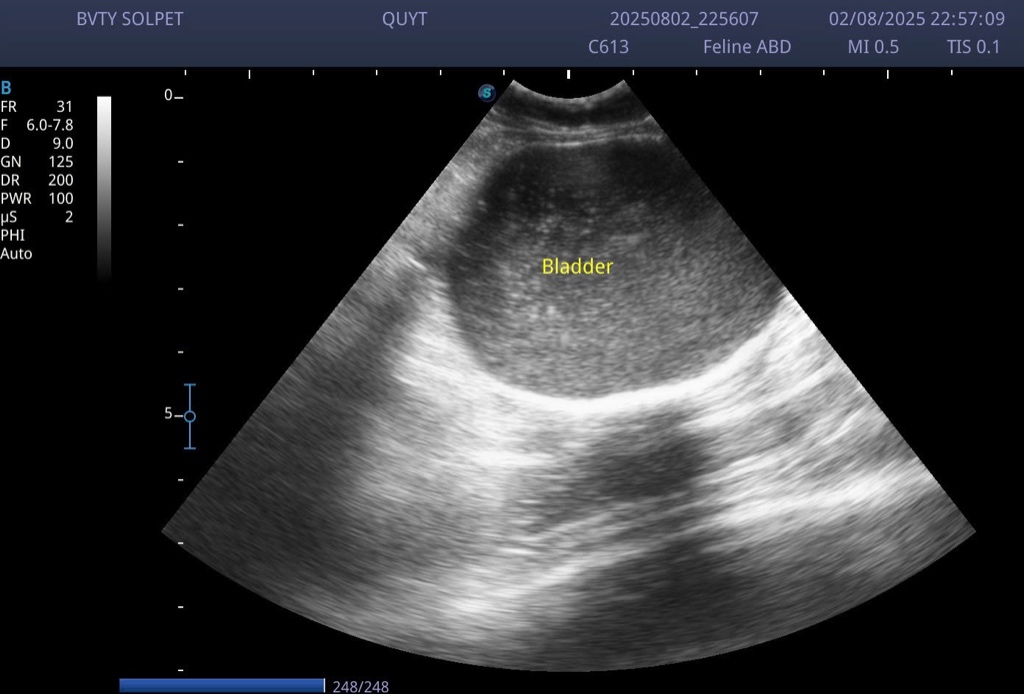 BVTY SOLPET QUYT 20250802_225607 02/08/2025 22:57:09
C613 Feline ABD MI 0.5 TIS 0.1
B
FR 31
F 6.0-7.8
D 9.0
GN 125
DR 200
PWR 100
µS 2
PHI
Auto
0
S
Bladder
5
248/248